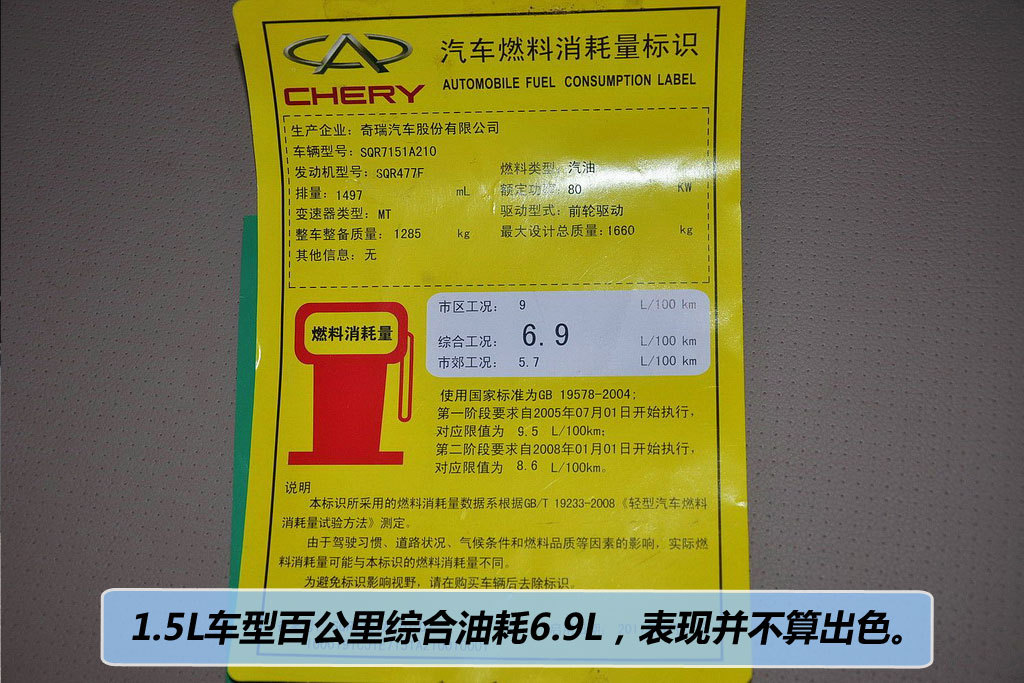 汽车燃料消耗量标识
CHERY AUTOMOBILE FUEL CONSUMPTION LABEL
生产企业: 奇瑞汽车股份有限公司
车辆型号: SQR7151A210
发动机型号: SQR477F 燃料类型: 汽油
排量: 1497 mL 额定功率: 80 KW
变速器类型: MT 驱动型式: 前轮驱动
整车整备质量: 1285 kg 最大设计总质量: 1660 kg
其他信息: 无
燃料消耗量
市区工况: 9 L/100 km
综合工况: 6.9 L/100 km
市郊工况: 5.7 L/100 km
使用国家标准为GB 19578-2004;
第一阶段要求自2005年07月01日开始执行,
对应限值为 9.5 L/100km;
第二阶段要求自2008年01月01日开始执行,
对应限值为 8.6 L/100km。
说明
本标识所采用的燃料消耗量数据系根据GB/T 19233-2008《轻型汽车燃料
消耗量试验方法》测定。
由于驾驶习惯、道路状况、气候条件和燃料品质等因素的影响, 实际燃
料消耗量可能与本标识的燃料消耗量不同。
为避免标识影响视野, 请在购买车辆后去除标识。
1.5L车型百公里综合油耗6.9L，表现并不算出色。